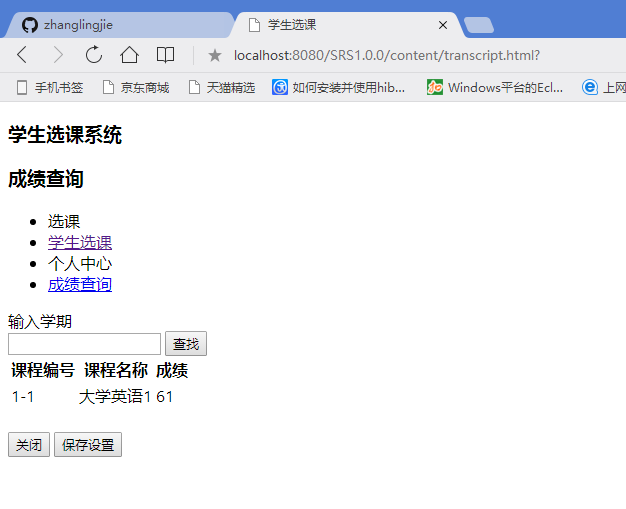 zhanglingjie
学生选课
localhost:8080/SRS1.0.0/content/transcript.html?
手机书签 京东商城 天猫精选 如何安装并使用hib... Windows平台的Ecl... 上网
学生选课系统
成绩查询
选课
学生选课
个人中心
成绩查询
输入学期
查找
课程编号 课程名称 成绩
1-1 大学英语1 61
关闭 保存设置